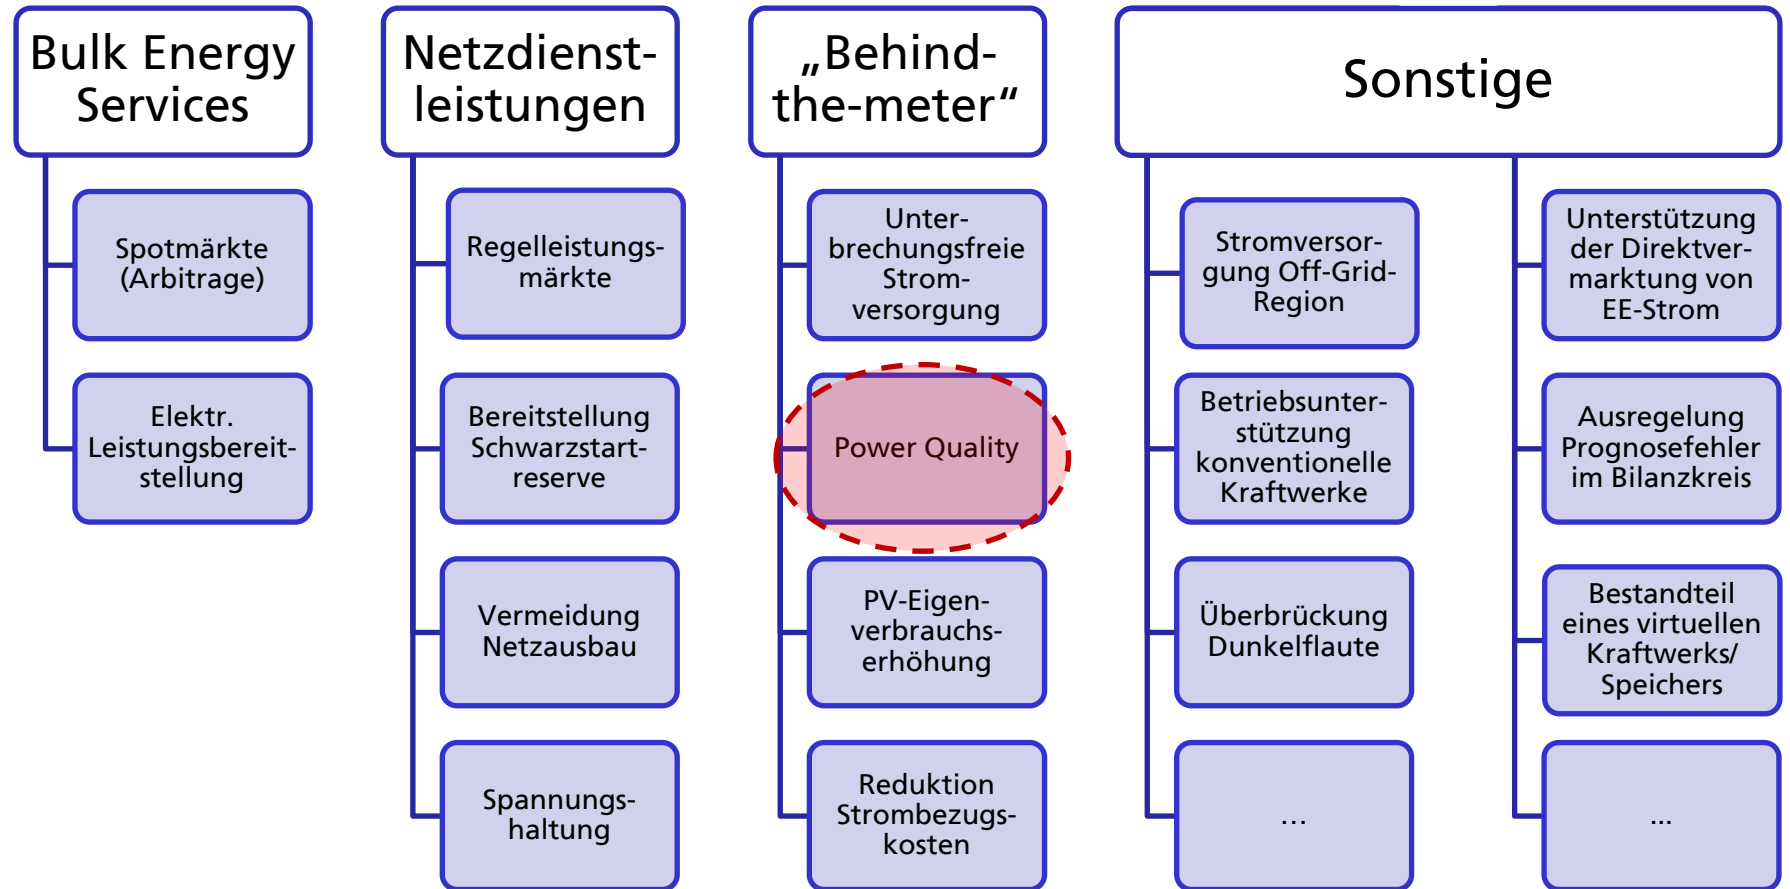 Bulk Energy
Services
Spotmärkte
(Arbitrage)
Elektr.
Leistungsbereit-
stellung
Netzdienst-
leistungen
Regelleistungs-
märkte
Bereitstellung
Schwarzstart-
reserve
Vermeidung
Netzausbau
Spannungs-
haltung
„Behind-
the-meter“
Unter-
brechungsfreie
Strom-
versorgung
Power Quality
PV-Eigen-
verbrauchs-
erhöhung
Reduktion
Strombezugs-
kosten
Sonstige
Stromversor-
gung Off-Grid-
Region
Betriebsunter-
stützung
konventionelle
Kraftwerke
Überbrückung
Dunkelflaute
...
Unterstützung
der Direktver-
marktung von
EE-Strom
Ausregelung
Prognosefehler
im Bilanzkreis
Bestandteil
eines virtuellen
Kraftwerks/
Speichers
...